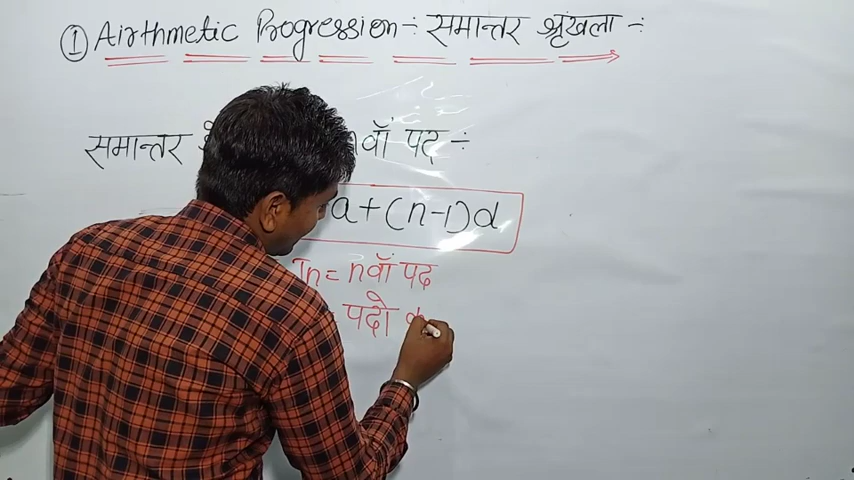 ① Airthmetic Progression ÷ समान्तर श्रृंखला ÷
समान्तर वाँ पद ÷
a + (n-1)d
Tn = nवाँ पद
= पदो